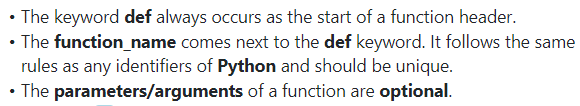 • The keyword def always occurs as the start of a function header.
• The function_name comes next to the def keyword. It follows the same
rules as any identifiers of Python and should be unique.
• The parameters/arguments of a function are optional.